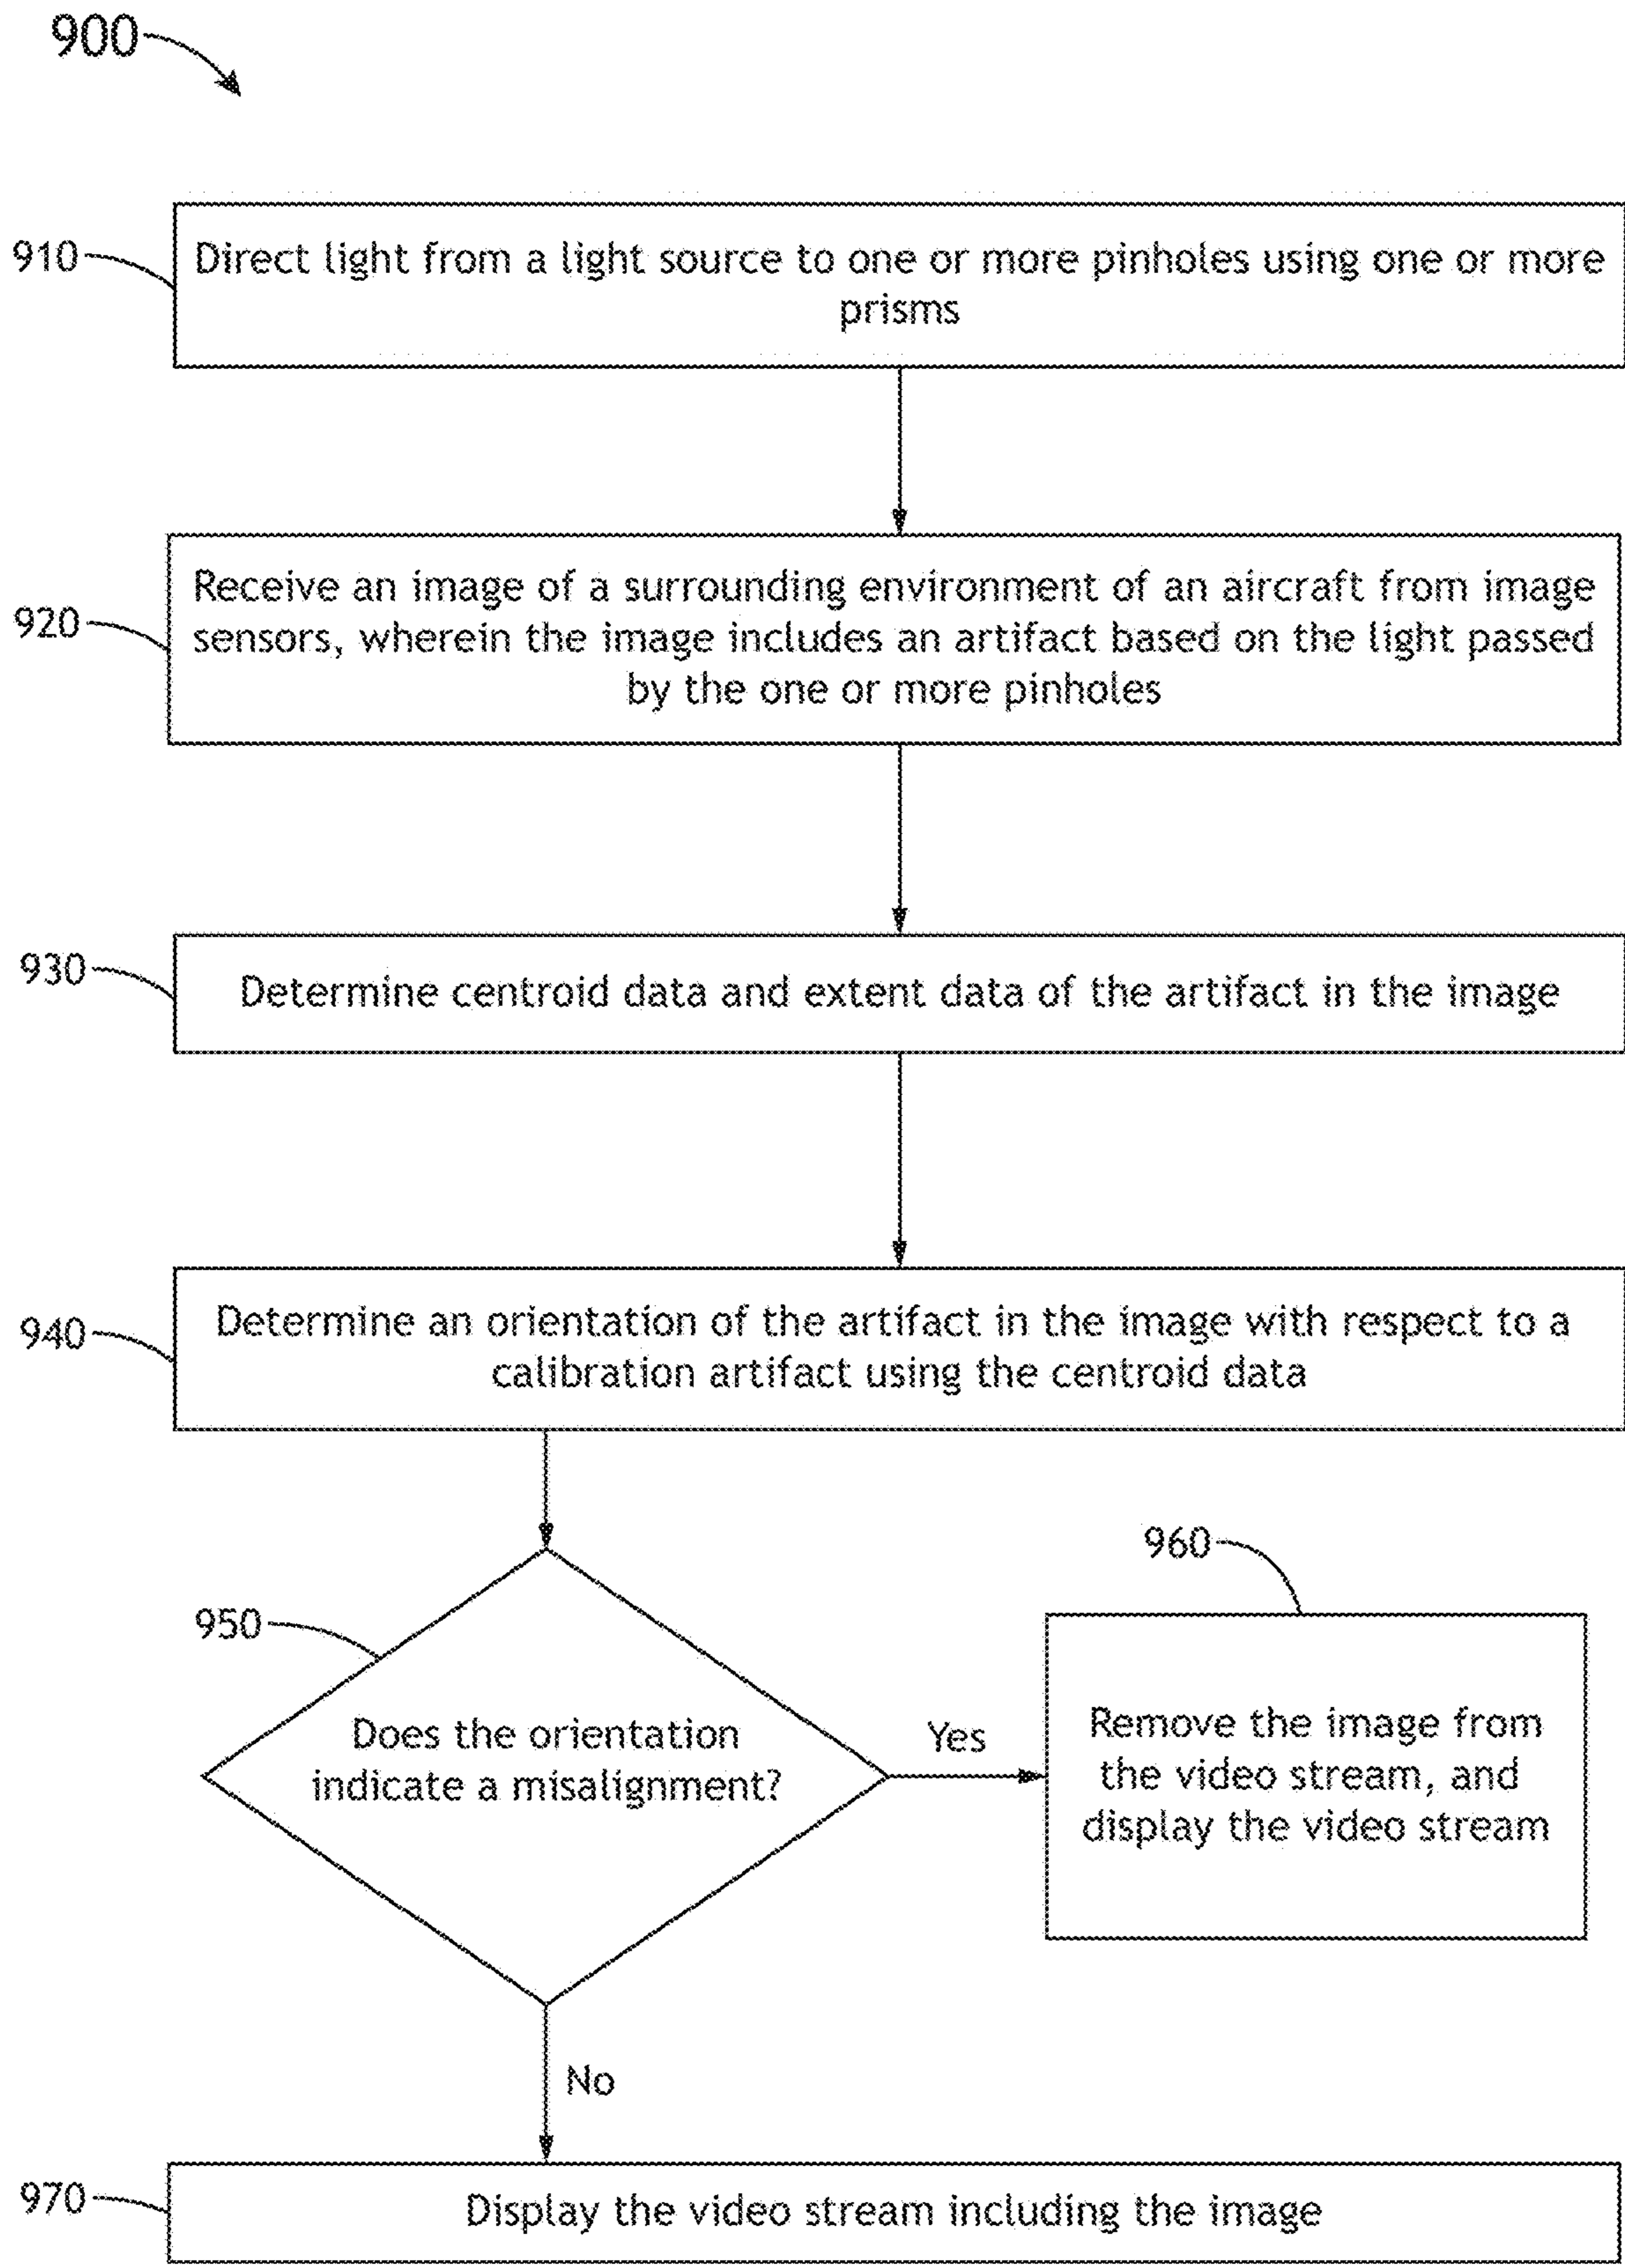 900
910
Direct light from a light source to one or more pinholes using one or more
prisms
920
Receive an image of a surrounding environment of an aircraft from image
sensors, wherein the image includes an artifact based on the light passed
by the one or more pinholes
930
Determine centroid data and extent data of the artifact in the image
940
Determine an orientation of the artifact in the image with respect to a
calibration artifact using the centroid data
950
Does the orientation
indicate a misalignment?
Yes
960
Remove the image from
the video stream, and
display the video stream
No
970
Display the video stream including the image